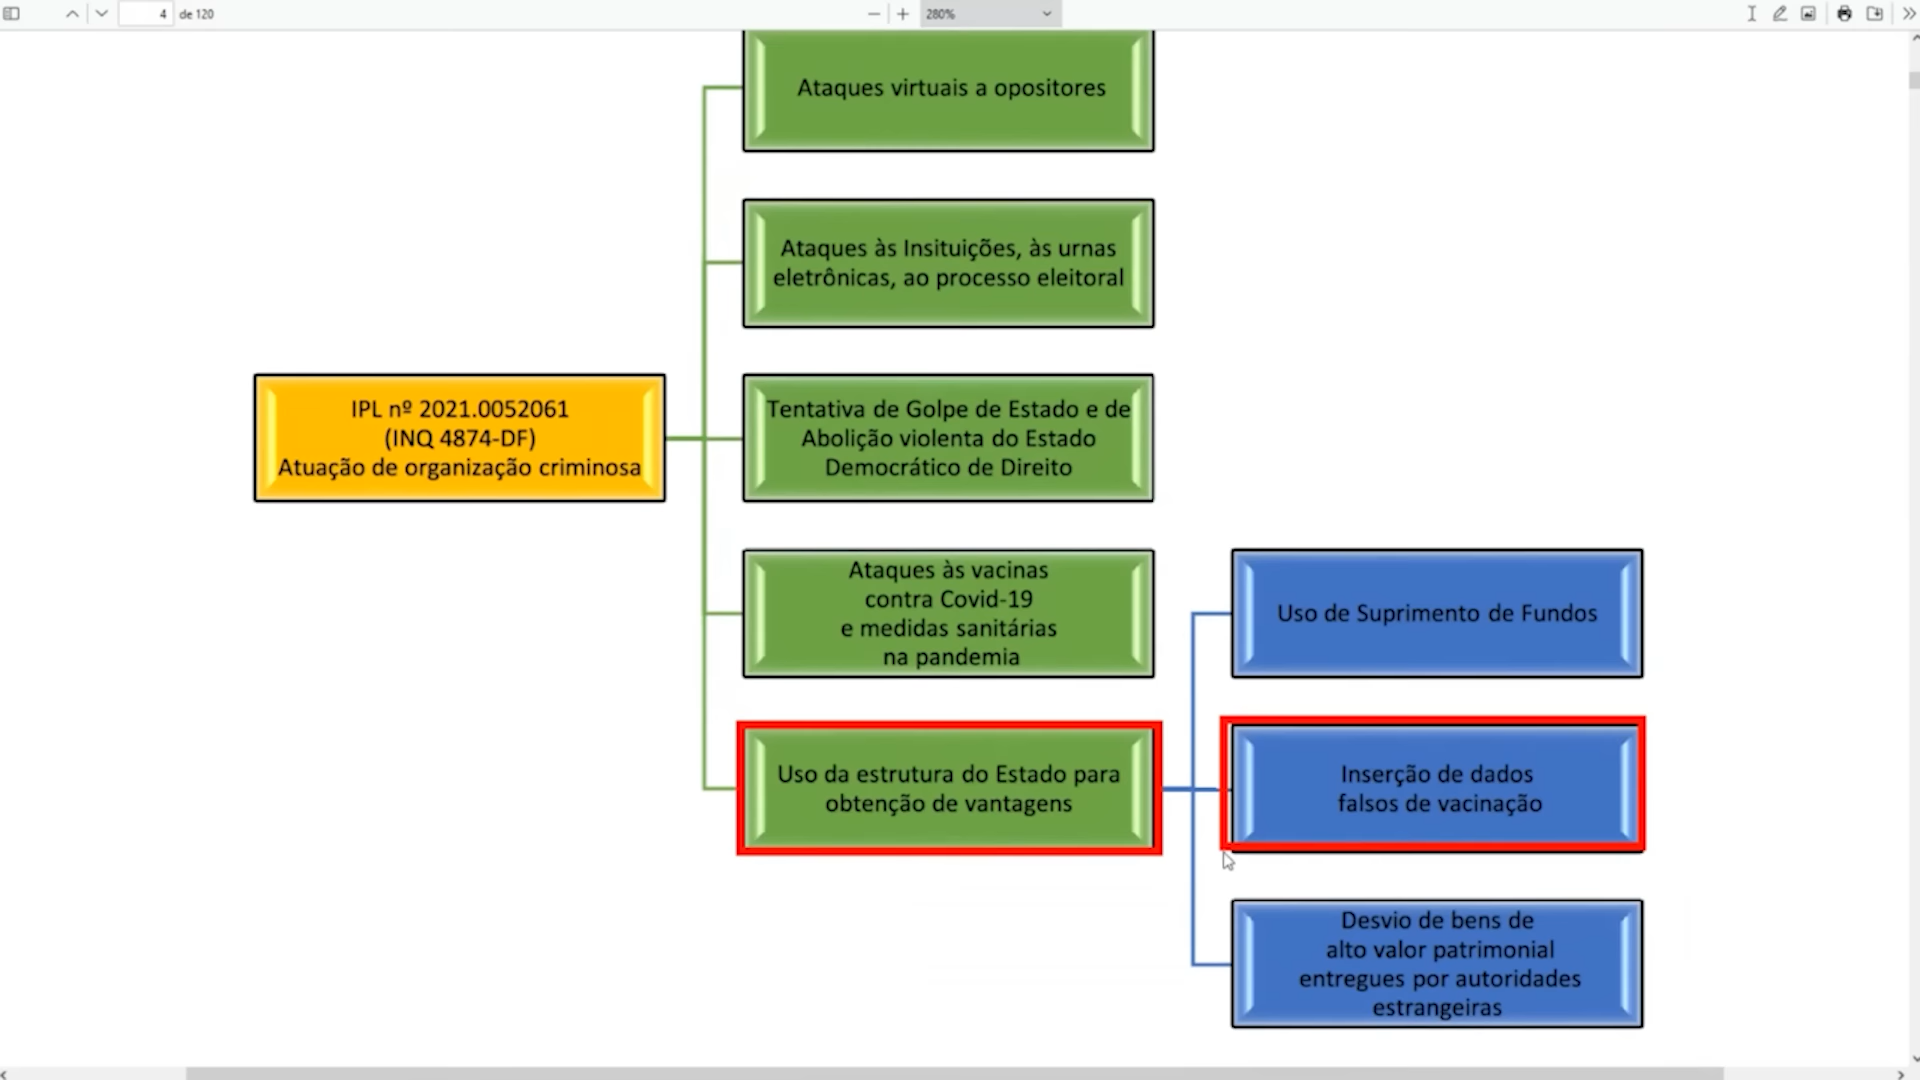 4 de 120
280%
Ataques virtuais a opositores
Ataques às Insituições, às urnas
eletrônicas, ao processo eleitoral
IPL nº 2021.0052061
(INQ 4874-DF)
Atuação de organização criminosa
Tentativa de Golpe de Estado e de
Abolição violenta do Estado
Democrático de Direito
Ataques às vacinas
contra Covid-19
e medidas sanitárias
na pandemia
Uso de Suprimento de Fundos
Uso da estrutura do Estado para
obtenção de vantagens
Inserção de dados
falsos de vacinação
Desvio de bens de
alto valor patrimonial
entregues por autoridades
estrangeiras